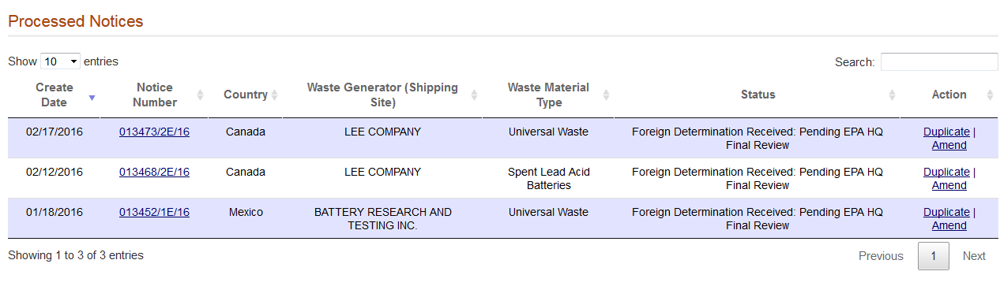 Processed Notices
Show 10 entries
Search:
Create Date
Notice Number
Country
Waste Generator (Shipping Site)
Waste Material Type
Status
Action
02/17/2016 013473/2E/16 Canada LEE COMPANY Universal Waste Foreign Determination Received: Pending EPA HQ Final Review Duplicate | Amend
02/12/2016 013468/2E/16 Canada LEE COMPANY Spent Lead Acid Batteries Foreign Determination Received: Pending EPA HQ Final Review Duplicate | Amend
01/18/2016 013452/1E/16 Mexico BATTERY RESEARCH AND TESTING INC. Universal Waste Foreign Determination Received: Pending EPA HQ Final Review Duplicate | Amend
Showing 1 to 3 of 3 entries
Previous 1 Next